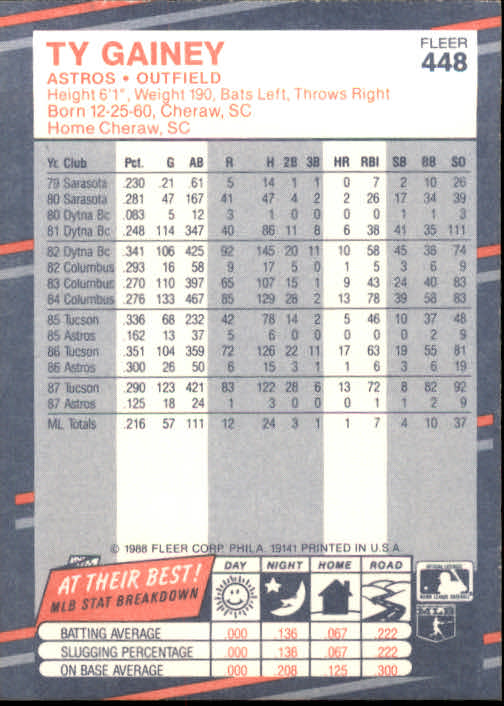 TY GAINEY
FLEER
448
ASTROS • OUTFIELD
Height 6'1", Weight 190, Bats Left, Throws Right
Born 12-25-60, Cheraw, SC
Home Cheraw, SC
Yr. Club Pct. G AB R H 2B 3B HR RBI SB BB SO
79 Sarasota .230 .21 .61 5 14 1 1 0 7 2 10 26
80 Sarasota .281 47 167 41 47 4 2 2 26 17 34 39
80 Dytna Bc .083 5 12 3 1 0 0 0 0 1 1 3
81 Dytna Bc .248 114 347 40 86 11 8 6 38 41 35 111
82 Dytna Bc .341 106 425 92 145 20 11 10 58 45 36 74
82 Columbus .293 16 58 9 17 5 0 1 5 3 6 9
83 Columbus .270 110 397 65 107 15 1 9 43 24 40 83
84 Columbus .276 133 467 85 129 28 2 13 78 39 58 83
85 Tucson .336 68 232 42 78 14 2 5 46 10 37 48
85 Astros .162 13 37 5 6 0 0 0 0 0 2 9
86 Tucson .351 104 359 72 126 22 11 17 63 19 55 81
86 Astros .300 26 50 6 15 3 1 1 6 3 6 19
87 Tucson .290 123 421 83 122 28 6 13 72 8 82 92
87 Astros .125 18 24 1 3 0 0 0 1 1 2 9
ML Totals .216 57 111 12 24 3 1 1 7 4 10 37
© 1988 FLEER CORP. PHILA. 19141 PRINTED IN U.S.A.
AT THEIR BEST!
MLB STAT BREAKDOWN
DAY NIGHT HOME ROAD
BATTING AVERAGE .000 .136 .067 .222
SLUGGING PERCENTAGE .000 .136 .067 .222
ON BASE AVERAGE .000 .208 .125 .300